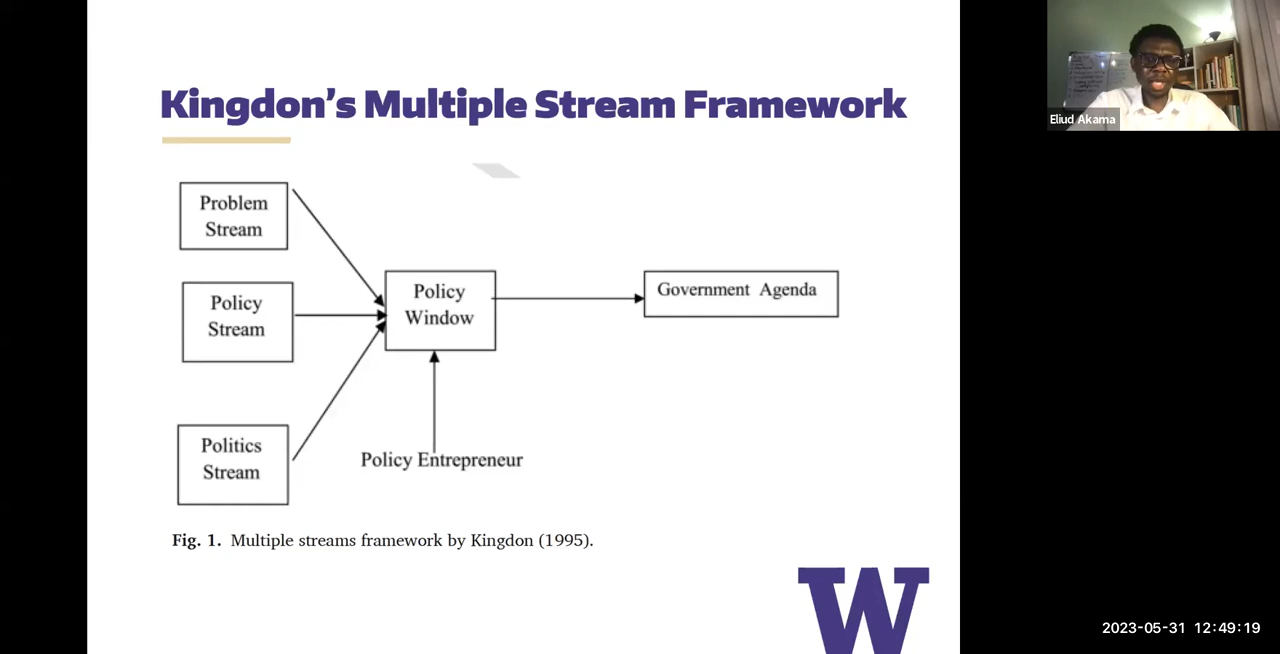 Kingdon's Multiple Stream Framework
Problem
Stream
Policy
Stream
Politics
Stream
Policy
Window
Policy Entrepreneur
Government Agenda
Fig. 1. Multiple streams framework by Kingdon (1995).
W
Eliud Akama
2023-05-31 12:49:19